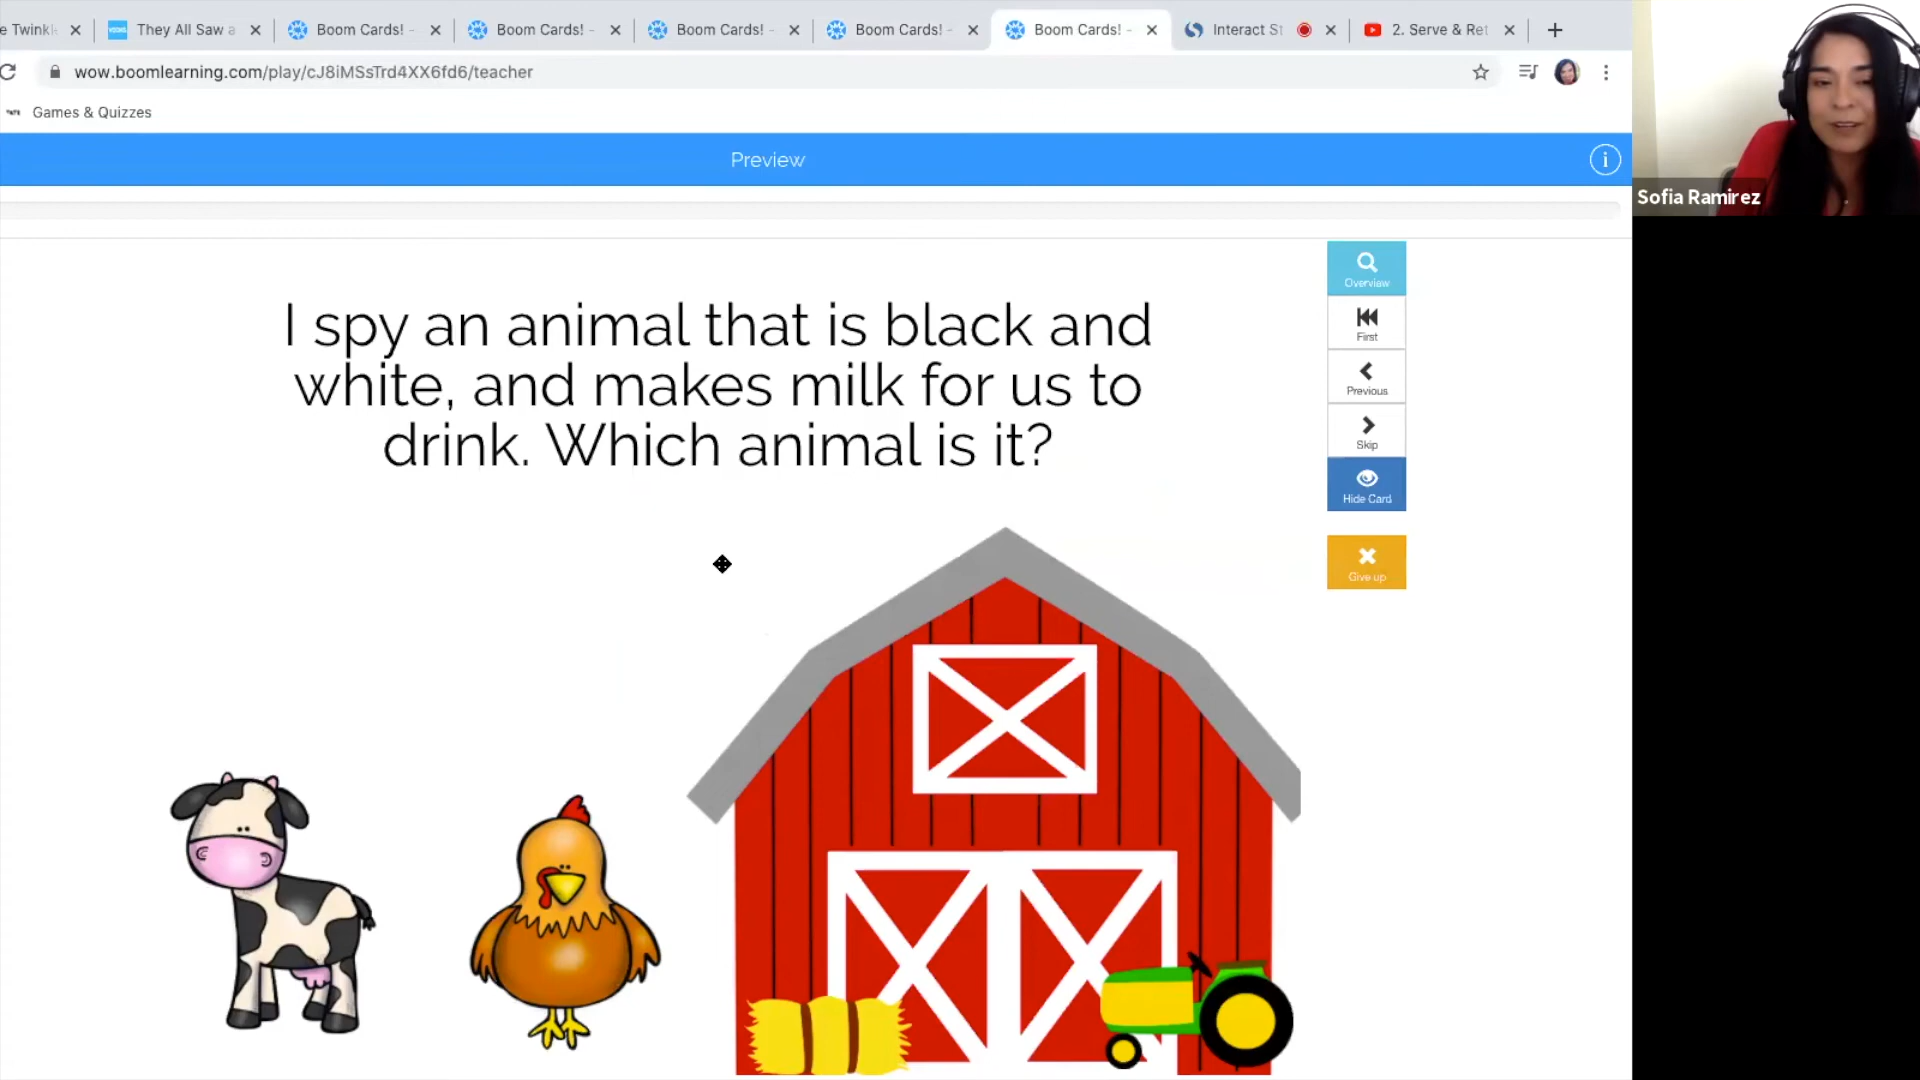 e Twinkl
They All Saw a
Boom Cards! -
Boom Cards! -
Boom Cards! -
Boom Cards! -
Boom Cards! -
Interact St
2. Serve & Ret
wow.boomlearning.com/play/cJ8iMSsTrd4XX6fd6/teacher
Games & Quizzes
Preview
Sofia Ramirez
Overview
First
Previous
Skip
Hide Card
Give up
I spy an animal that is black and
white, and makes milk for us to
drink. Which animal is it?